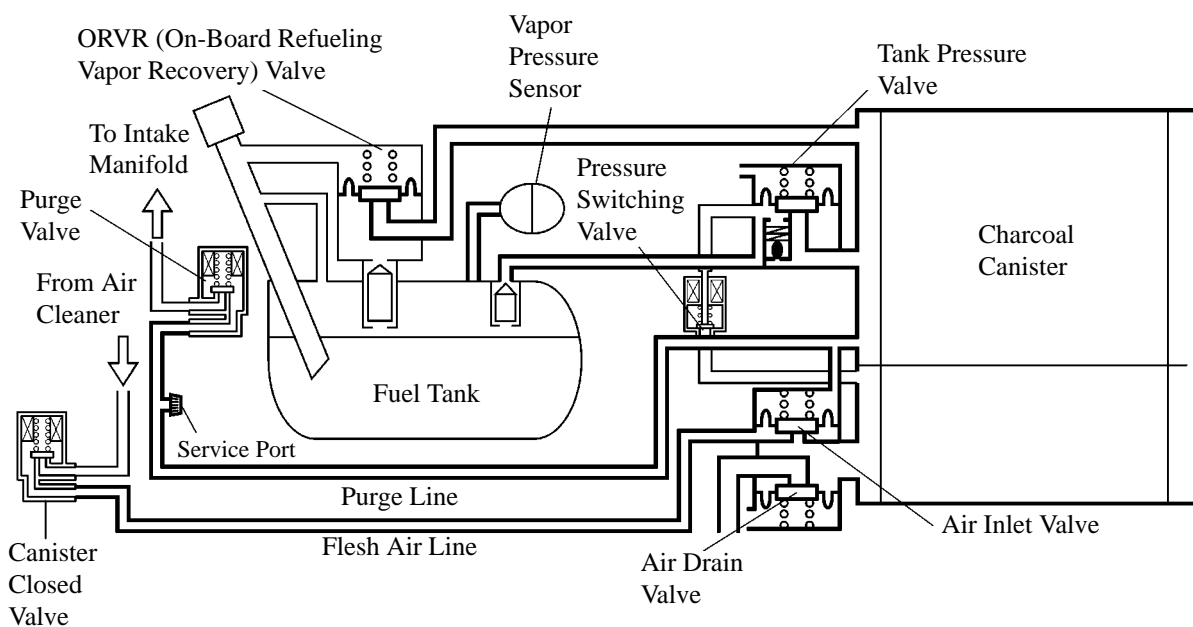 ORVR (On-Board Refueling
Vapor Recovery) Valve
Vapor
Pressure
Sensor
Tank Pressure
Valve
To Intake
Manifold
Pressure
Switching
Valve
Purge
Valve
Charcoal
Canister
From Air
Cleaner
Fuel Tank
Service Port
Purge Line
Flesh Air Line
Air Inlet Valve
Air Drain
Valve
Canister
Closed
Valve